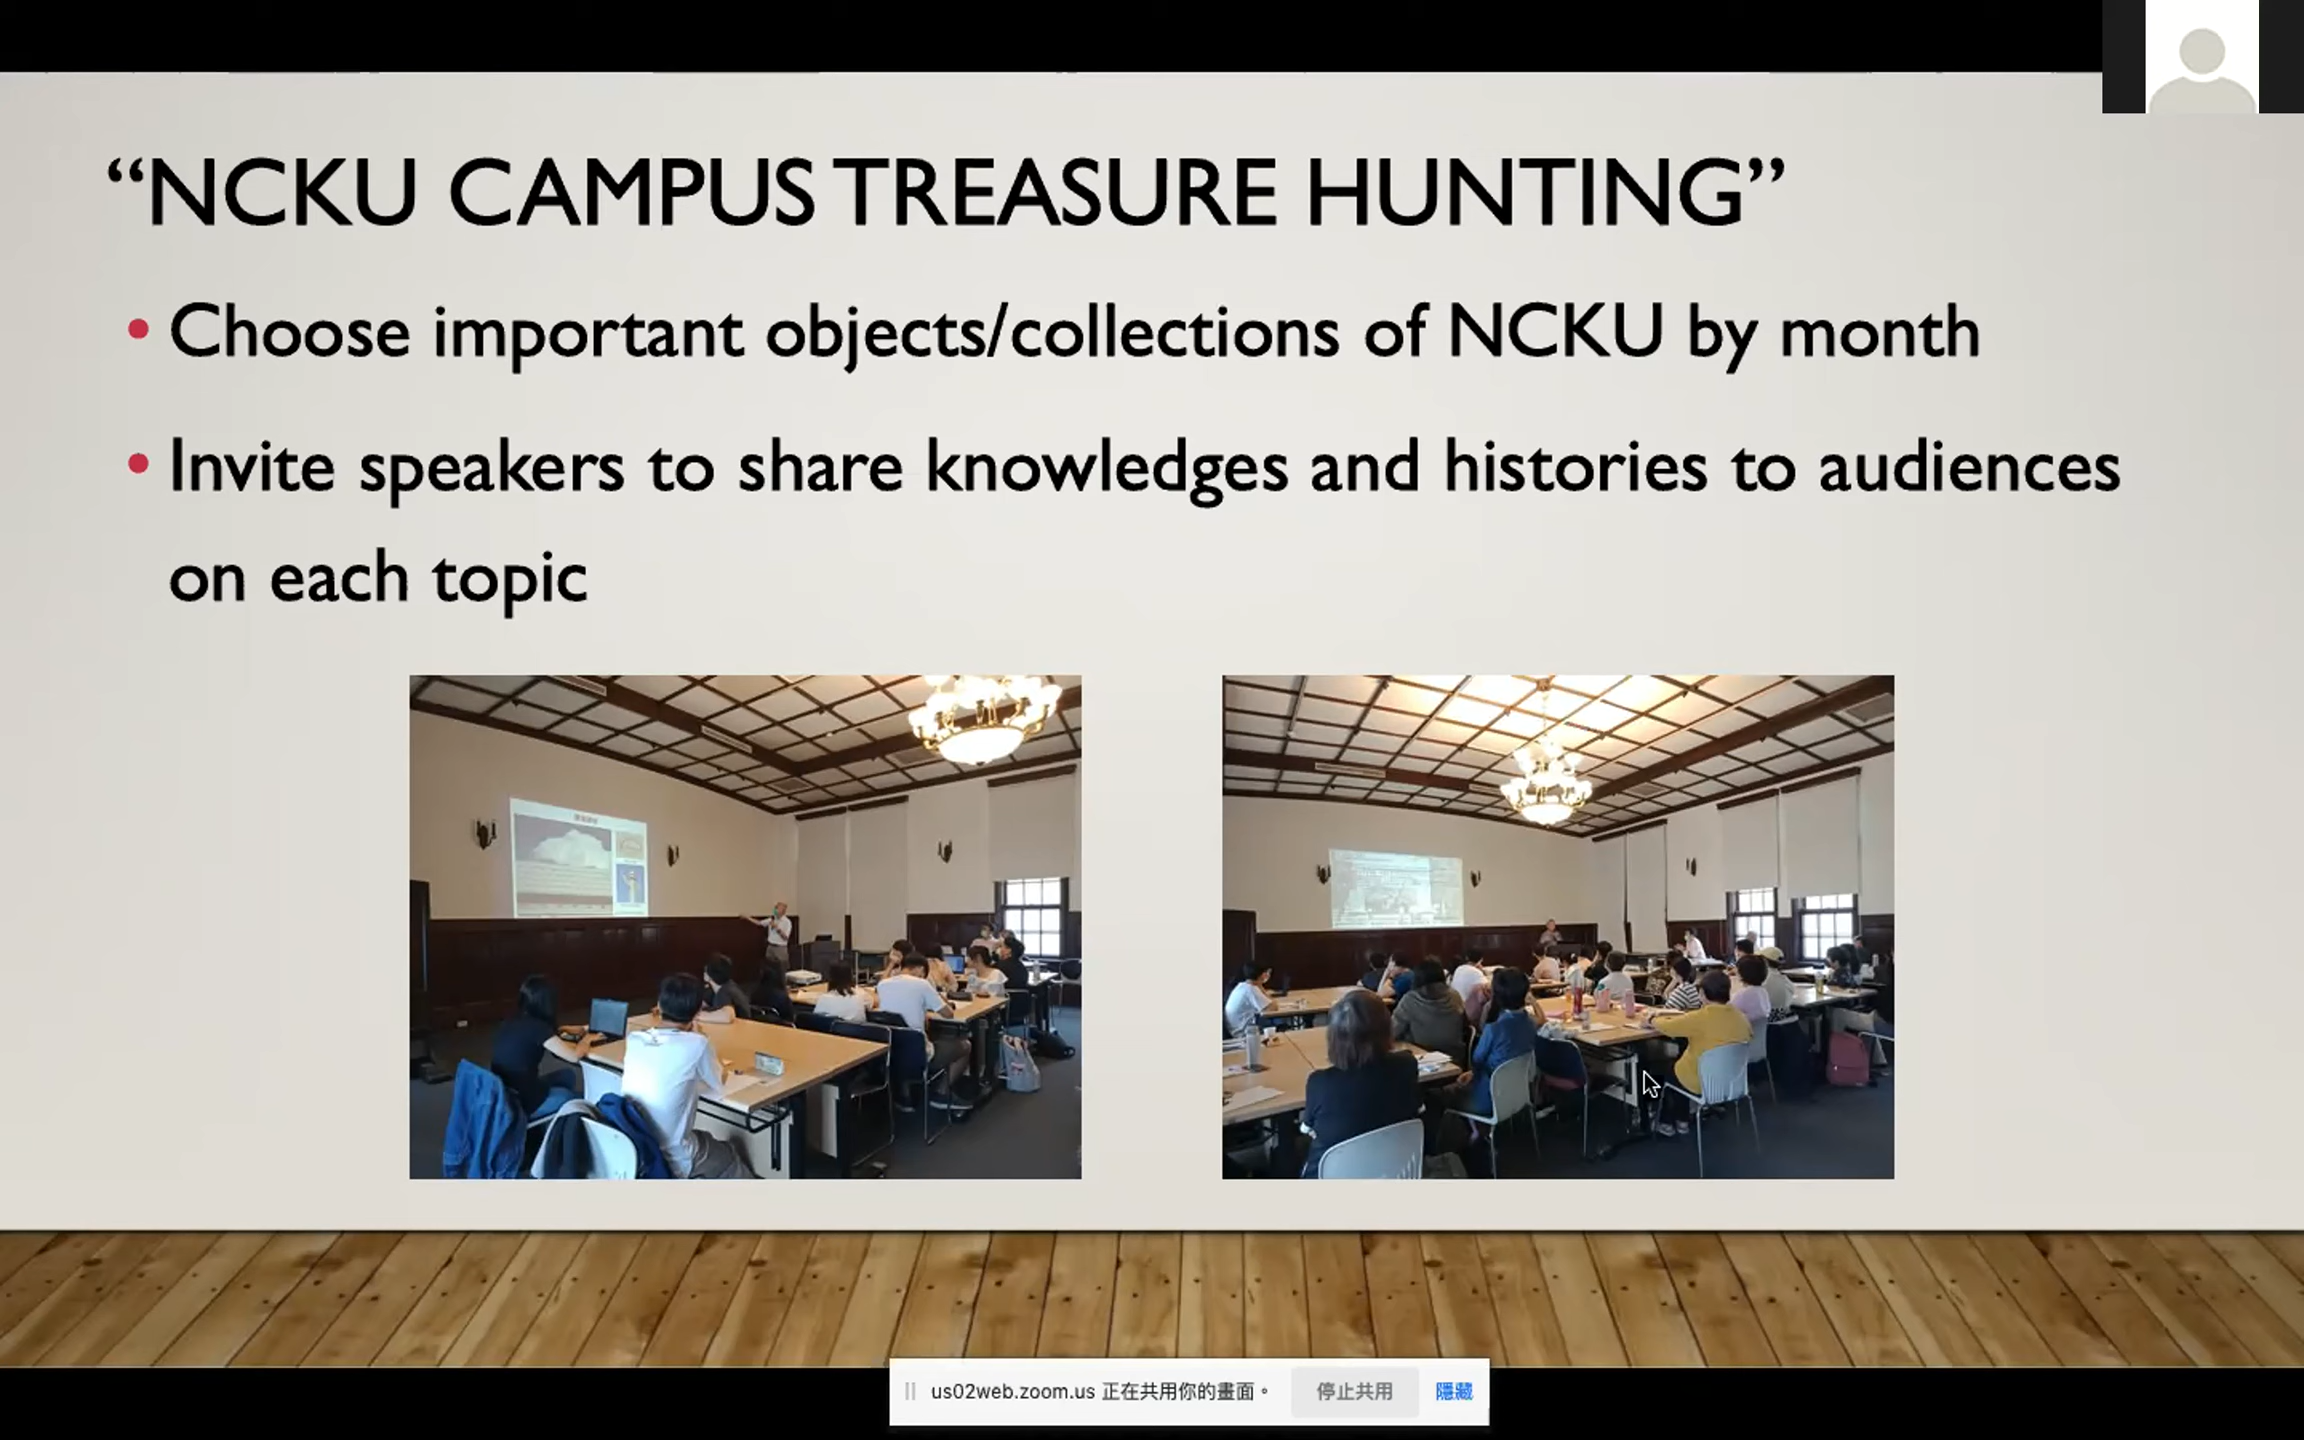 “NCKU CAMPUS TREASURE HUNTING”
• Choose important objects/collections of NCKU by month
• Invite speakers to share knowledges and histories to audiences
on each topic
us02web.zoom.us 正在共用你的畫面。 停止共用 隱藏